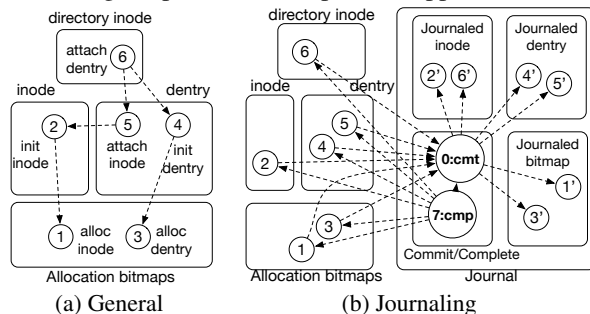 directory inode
attach
dentry
6
inode
dentry
2
5
4
init
inode
attach
inode
init
dentry
1
alloc
inode
3
alloc
dentry
Allocation bitmaps
(a) General
directory inode
6
inode
dentry
5
4
2
3
1
Allocation bitmaps
Journaled
inode
2'
6'
Journaled
dentry
4'
5'
0:cmt
7:cmp
Journaled
bitmap
1'
3'
Commit/Complete
Journal
(b) Journaling